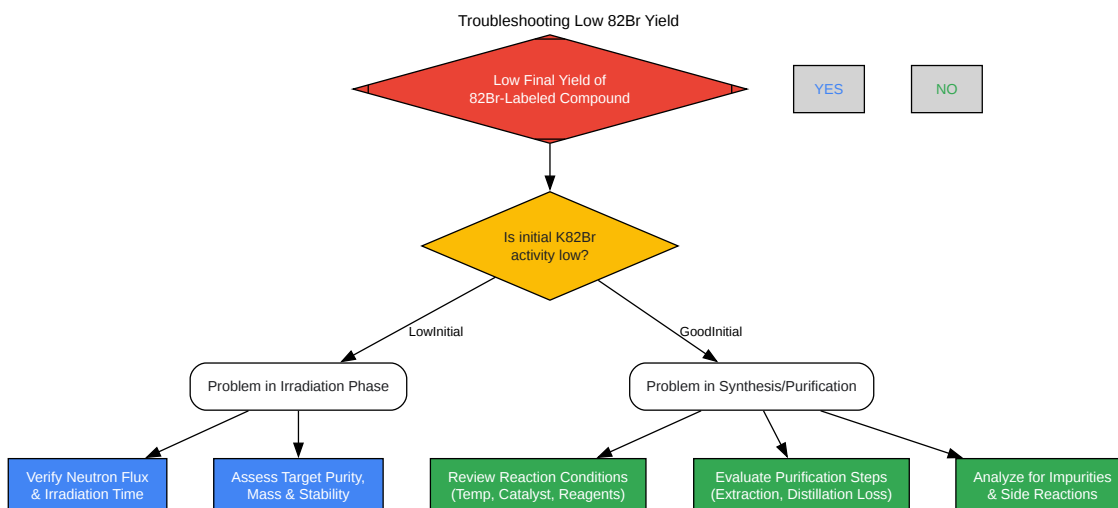 Troubleshooting Low 82Br Yield
Low Final Yield of
82Br-Labeled Compound
YES
NO
Is initial K82Br
activity low?
LowInitial
GoodInitial
Problem in Irradiation Phase
Problem in Synthesis/Purification
Verify Neutron Flux
& Irradiation Time
Assess Target Purity,
Mass & Stability
Review Reaction Conditions
(Temp, Catalyst, Reagents)
Evaluate Purification Steps
(Extraction, Distillation Loss)
Analyze for Impurities
& Side Reactions